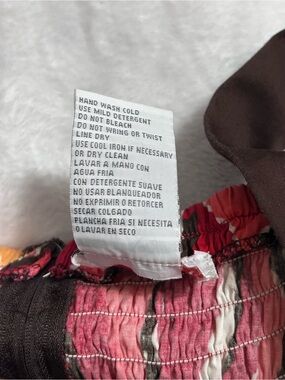 HAND WASH COLD
USE MILD DETERGENT
DO NOT BLEACH
DO NOT WRING OR TWIST
LINE DRY
USE COOL IRON IF NECESSARY
OR DRY CLEAN
LAVAR A MANO CON
AGUA FRIA
CON DETERGENTE SUAVE
NO USAR BLANQUEADOR
NO EXPRIMIR O RETORCER
SECAR COLGADO
PLANCHA FRIA SI NECESITA
O LAVAR EN SECO